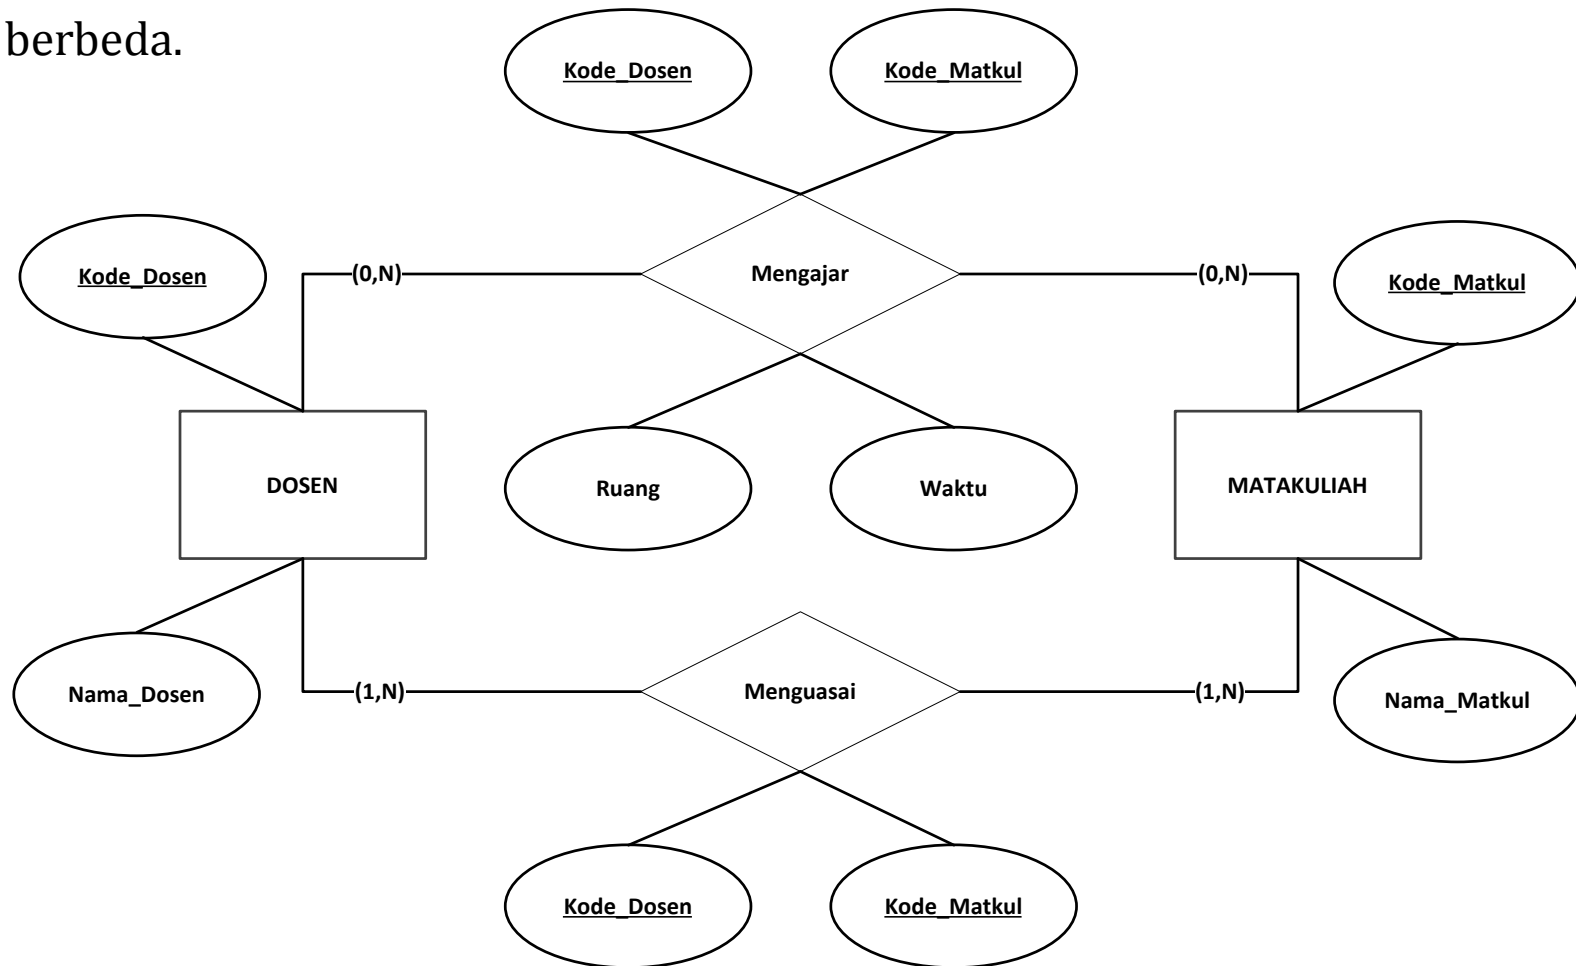 berbeda.
Kode_Dosen
Kode_Matkul
Kode_Dosen
(0,N)
Mengajar
(0,N)
Kode_Matkul
DOSEN
Ruang
Waktu
MATAKULIAH
Nama_Dosen
(1,N)
Menguasai
(1,N)
Nama_Matkul
Kode_Dosen
Kode_Matkul